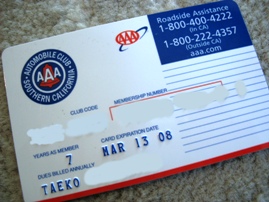 AUTOMOBILE CLUB OF SOUTHERN CALIFORNIA
AAA
AAA
Roadside Assistance
1-800-400-4222
(In CA)
1-800-222-4357
(Outside CA)
aaa.com
CLUB CODE
MEMBERSHIP NUMBER
YEARS AS MEMBER
CARD EXPIRATION DATE
7 MAR 13 08
DUES BILLED ANNUALLY
TAEKO